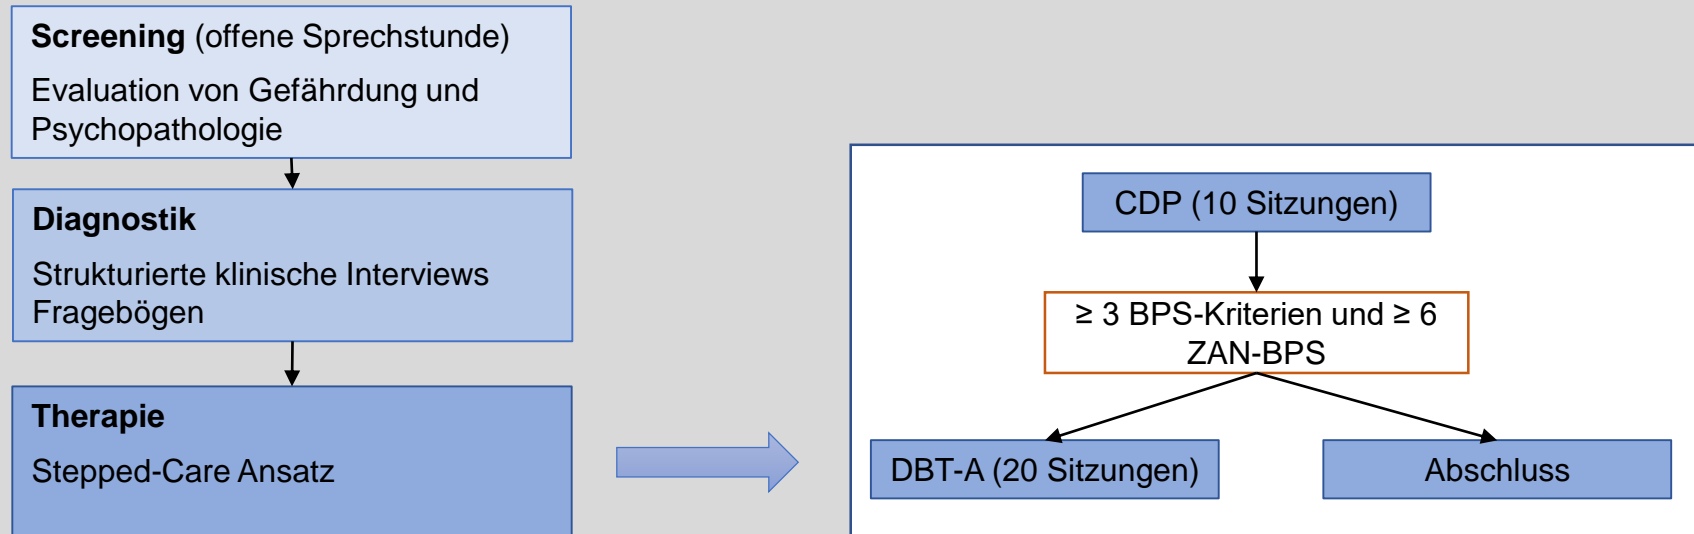 Screening (offene Sprechstunde)
Evaluation von Gefährdung und
Psychopathologie
Diagnostik
Strukturierte klinische Interviews
Fragebögen
Therapie
Stepped-Care Ansatz
CDP (10 Sitzungen)
≥ 3 BPS-Kriterien und ≥ 6
ZAN-BPS
DBT-A (20 Sitzungen)
Abschluss